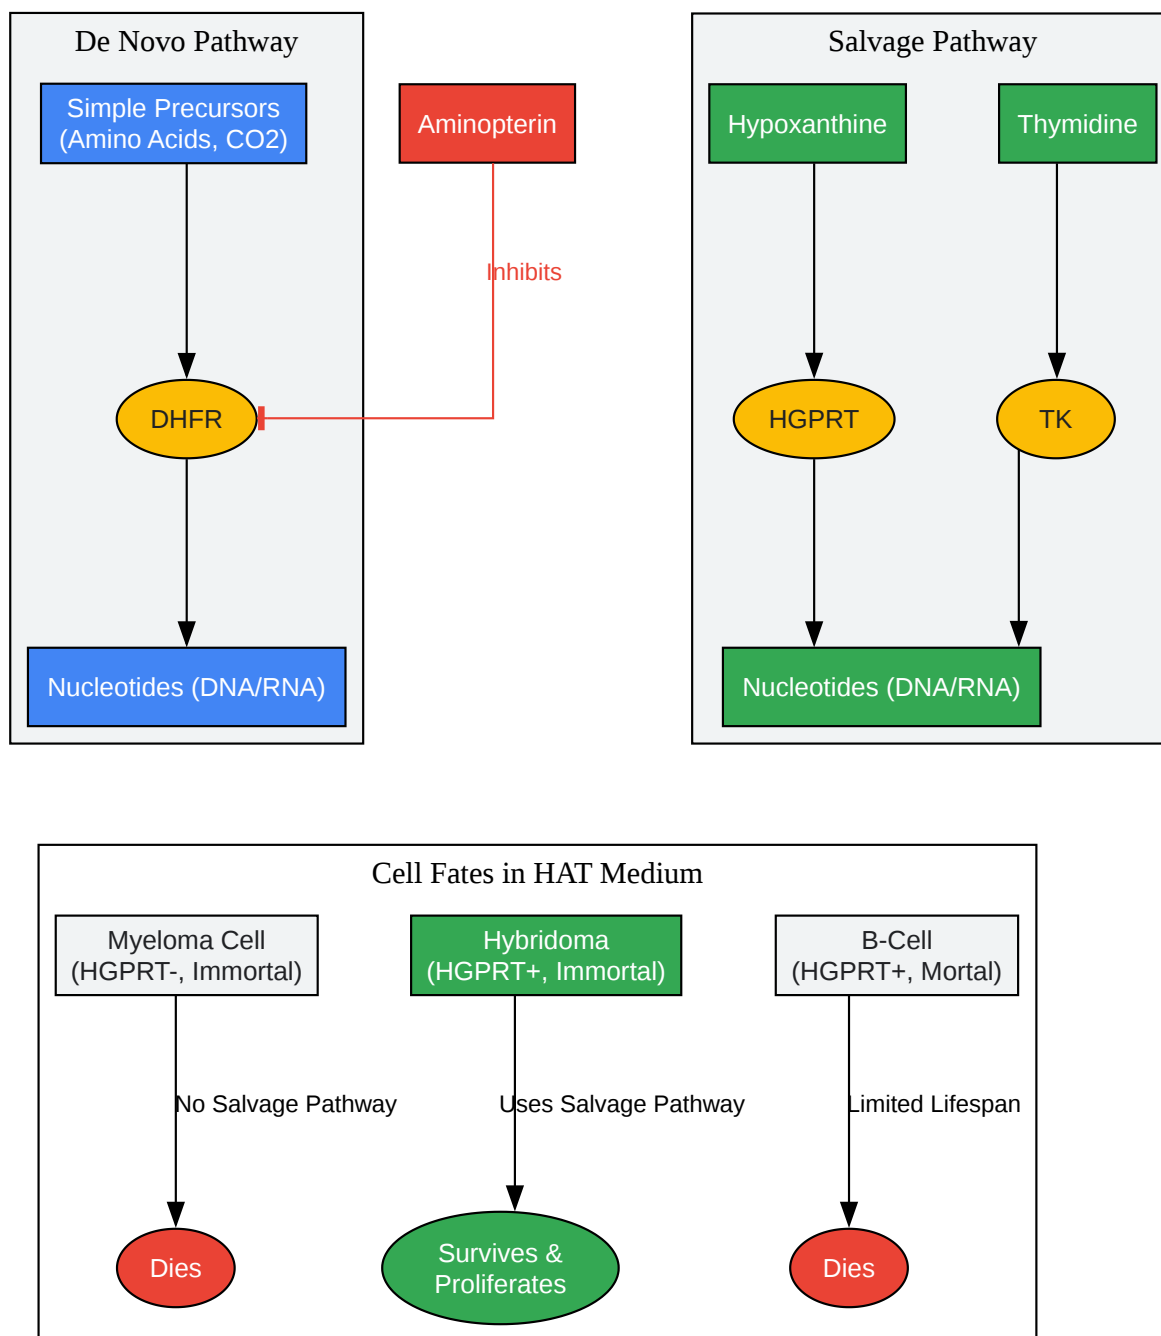 De Novo Pathway
Simple Precursors
(Amino Acids, CO2)
Aminopterin
Inhibits
DHFR
Nucleotides (DNA/RNA)
Salvage Pathway
Hypoxanthine
Thymidine
HGPRT
TK
Nucleotides (DNA/RNA)
Cell Fates in HAT Medium
Myeloma Cell
(HGPRT-, Immortal)
Hybridoma
(HGPRT+, Immortal)
B-Cell
(HGPRT+, Mortal)
No Salvage Pathway
Uses Salvage Pathway
Limited Lifespan
Dies
Survives &
Proliferates
Dies